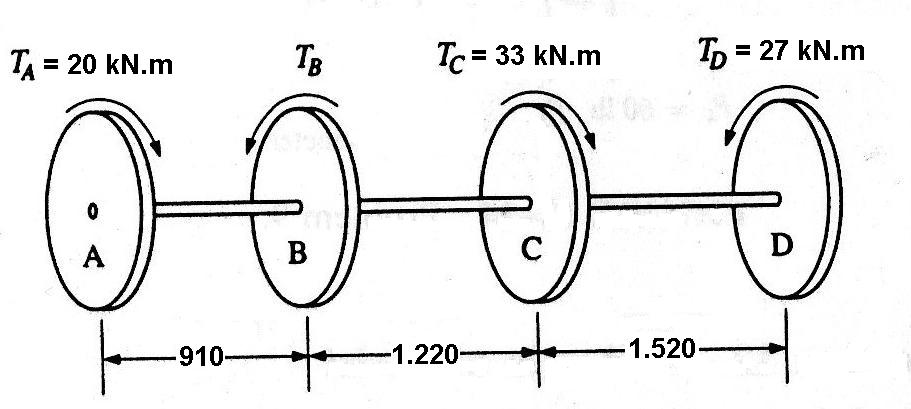 T_A = 20 kN.m
T_B
T_C = 33 kN.m
T_D = 27 kN.m
A
B
C
D
910
1.220
1.520